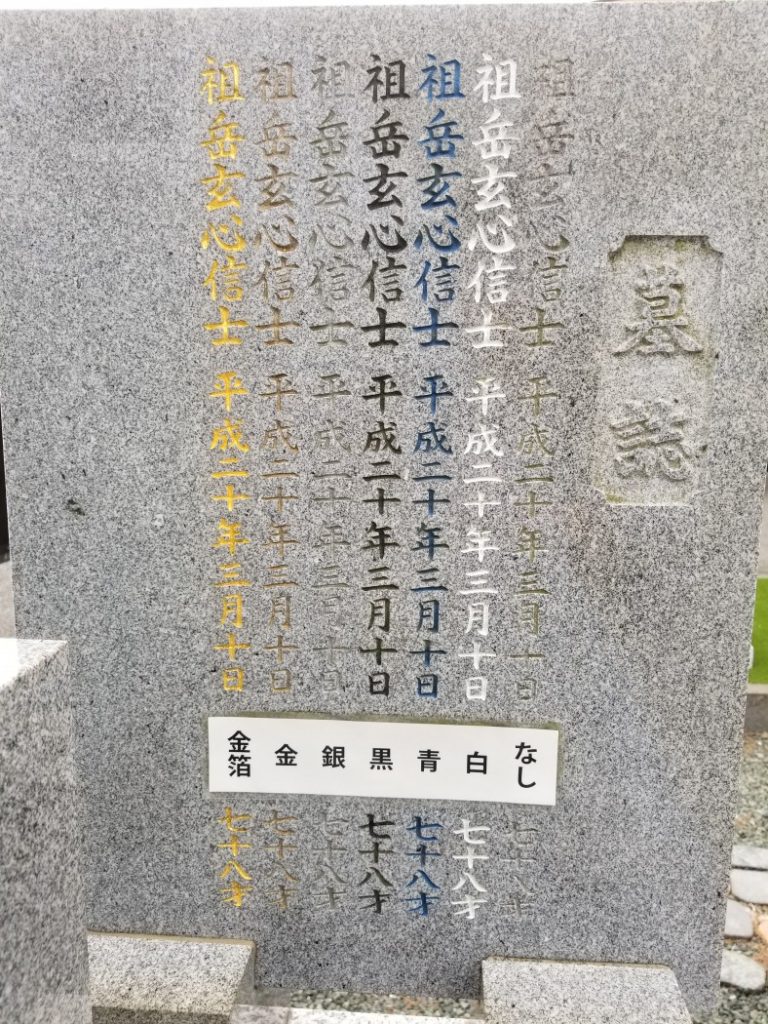 墓誌
祖岳玄心信士 平成二十年三月十日 なし 七十八才
祖岳玄心信士 平成二十年三月十日 白 七十八才
祖岳玄心信士 平成二十年三月十日 青 七十八才
祖岳玄心信士 平成二十年三月十日 黒 七十八才
祖岳玄心信士 平成二十年三月十日 銀 七十八才
祖岳玄心信士 平成二十年三月十日 金 七十八才
祖岳玄心信士 平成二十年三月十日 金箔 七十八才